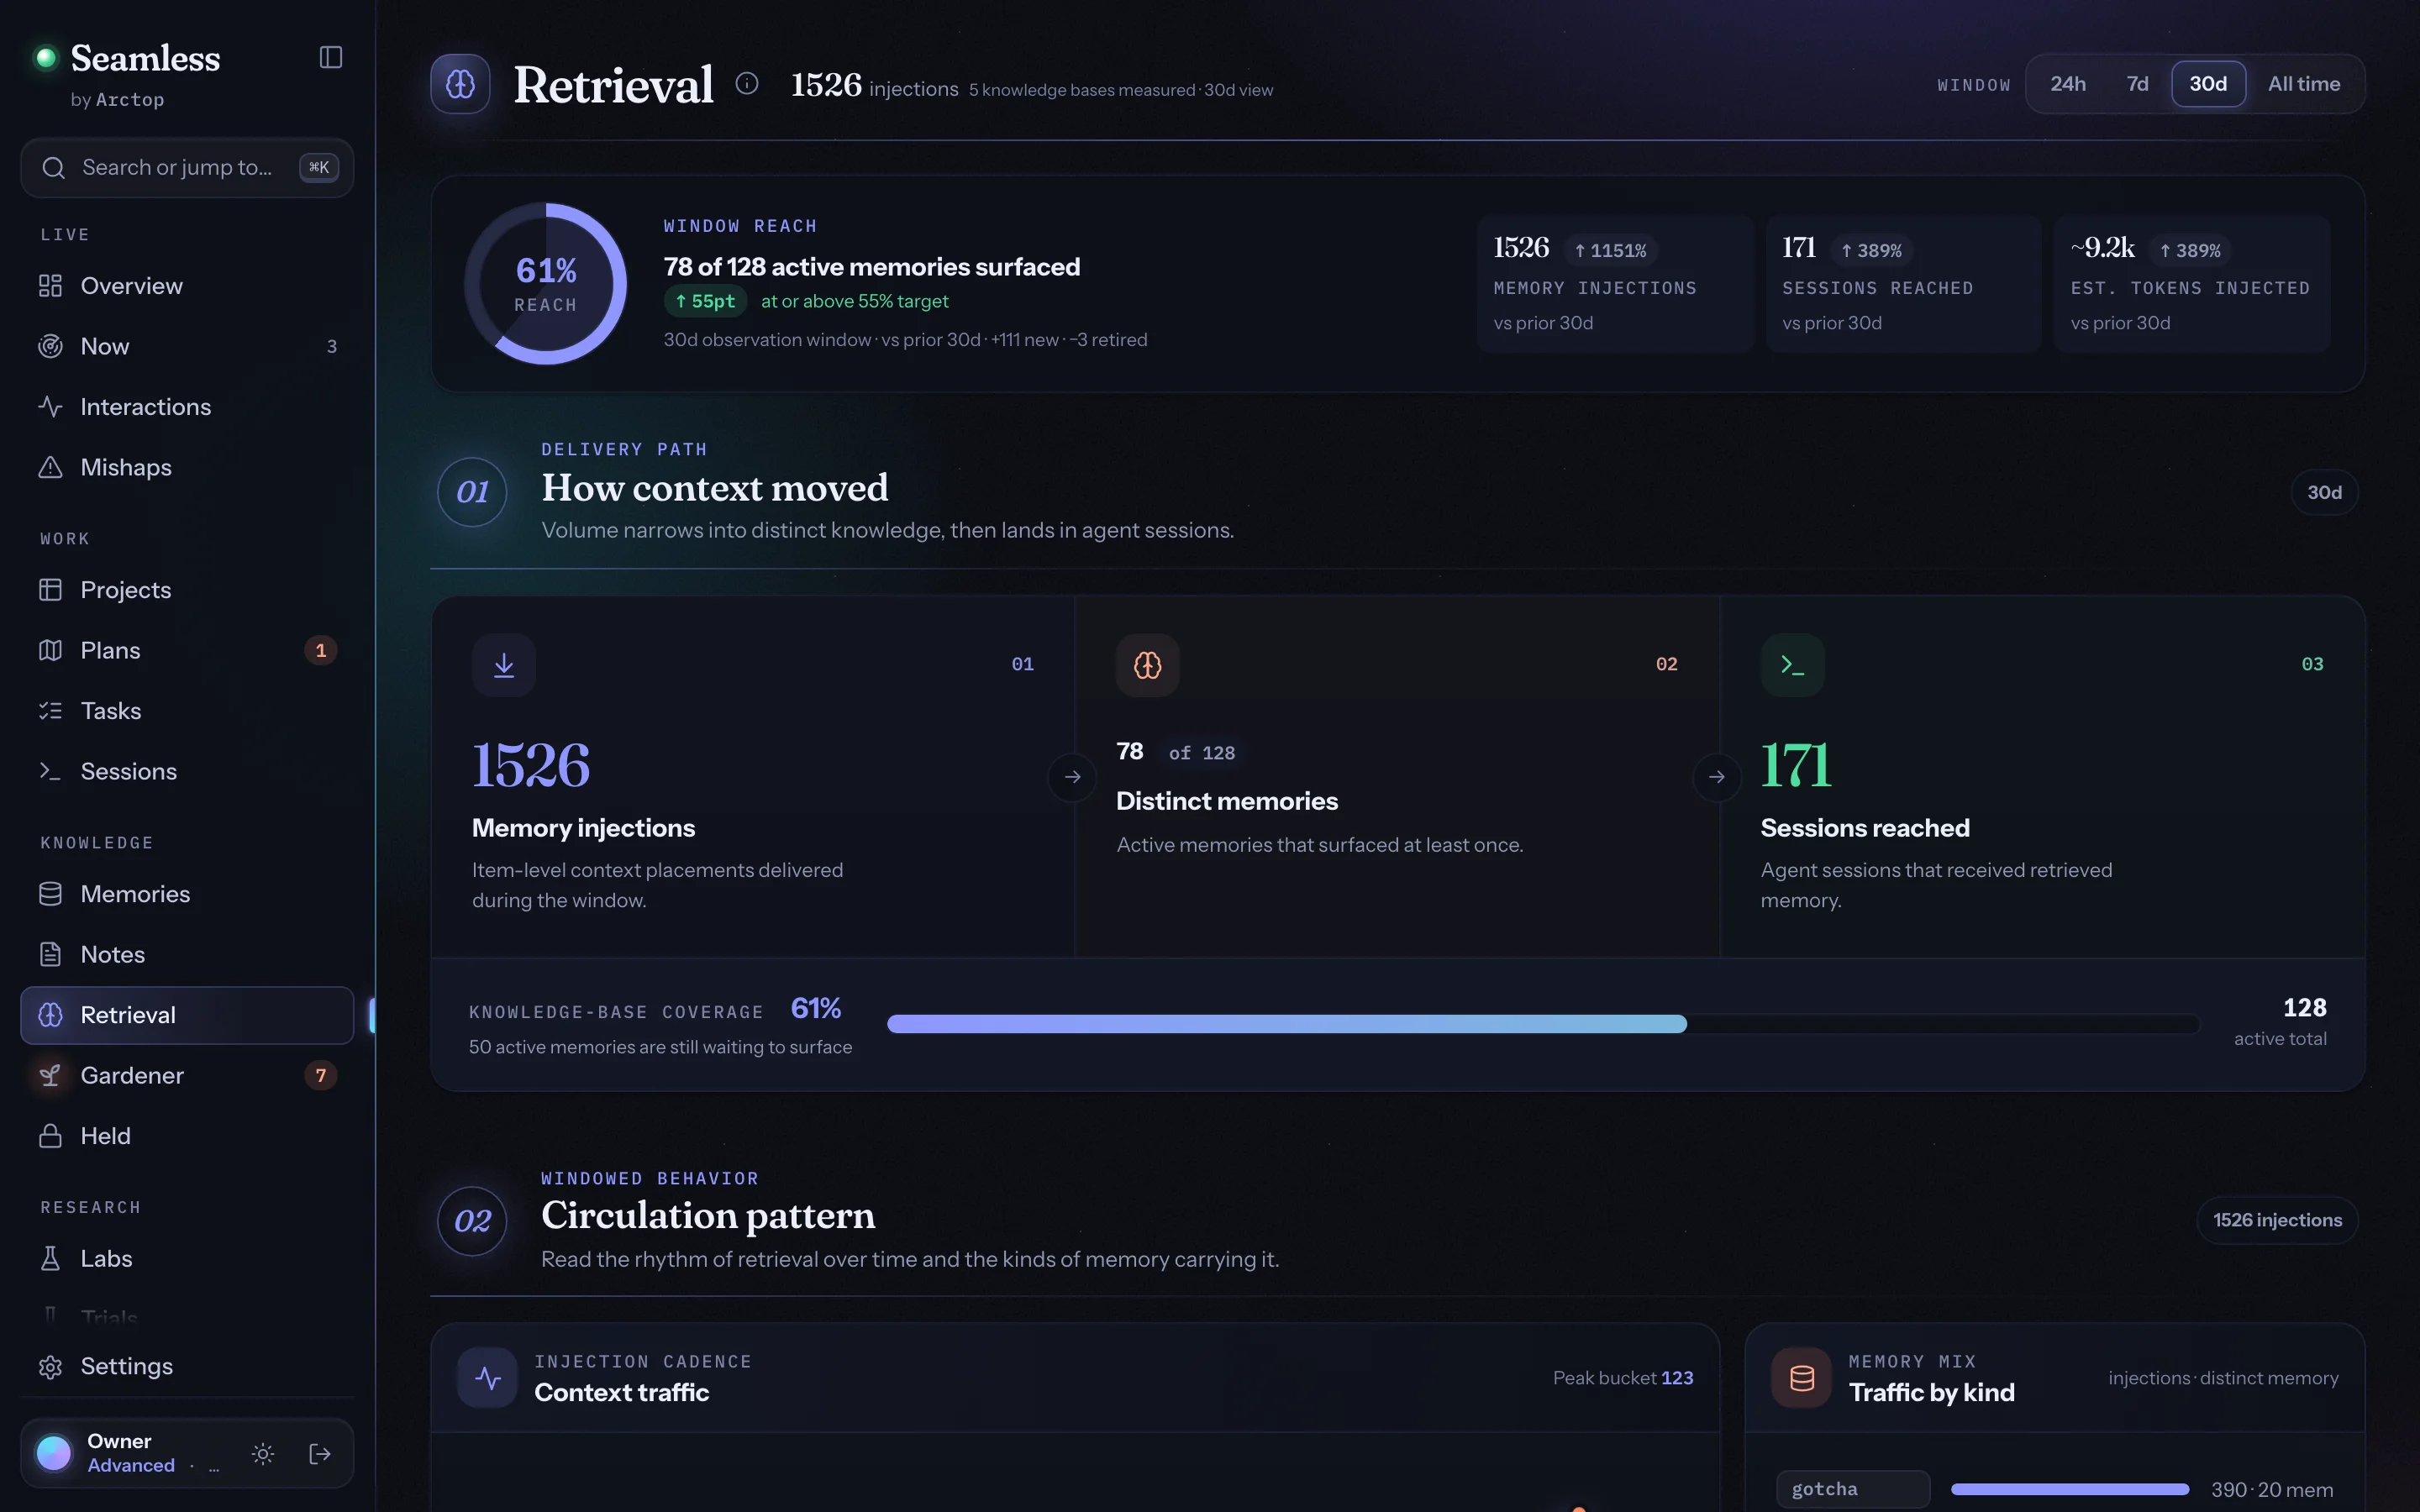 Seamless
by Arctop
Search or jump to... ⌘K
LIVE
Overview
Now 3
Interactions
Mishaps
WORK
Projects
Plans 1
Tasks
Sessions
KNOWLEDGE
Memories
Notes
Retrieval
Gardener 7
Held
RESEARCH
Labs
Trials
Settings
Owner
Advanced · ...
Retrieval 1526 injections 5 knowledge bases measured · 30d view
WINDOW 24h 7d 30d All time
61%
REACH
WINDOW REACH
78 of 128 active memories surfaced
↑ 55pt at or above 55% target
30d observation window · vs prior 30d · +111 new · −3 retired
1526 ↑ 1151%
MEMORY INJECTIONS
vs prior 30d
171 ↑ 389%
SESSIONS REACHED
vs prior 30d
~9.2k ↑ 389%
EST. TOKENS INJECTED
vs prior 30d
01
DELIVERY PATH
How context moved
Volume narrows into distinct knowledge, then lands in agent sessions.
30d
01
1526
Memory injections
Item-level context placements delivered
during the window.
02
78 of 128
Distinct memories
Active memories that surfaced at least once.
03
171
Sessions reached
Agent sessions that received retrieved
memory.
KNOWLEDGE-BASE COVERAGE 61%
50 active memories are still waiting to surface
128
active total
02
WINDOWED BEHAVIOR
Circulation pattern
Read the rhythm of retrieval over time and the kinds of memory carrying it.
1526 injections
INJECTION CADENCE
Context traffic
Peak bucket 123
MEMORY MIX
Traffic by kind
injections · distinct memory
gotcha 390 · 20 mem